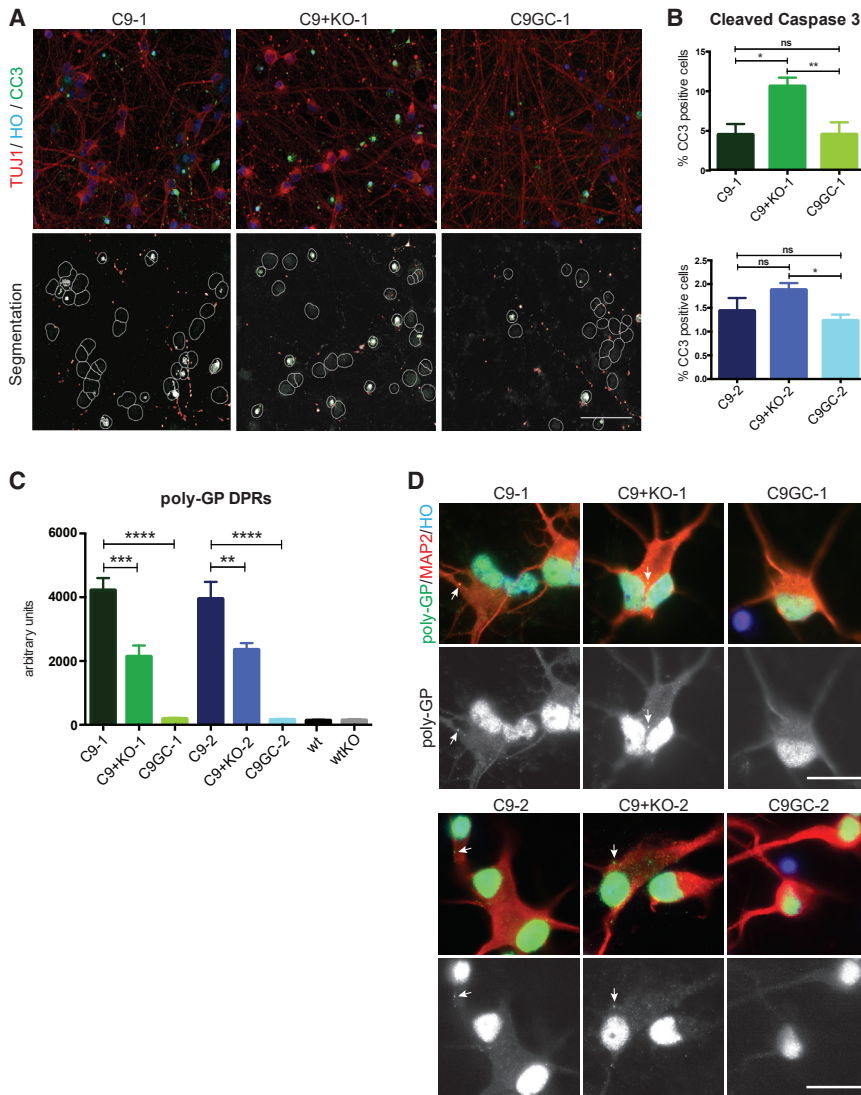 A
C9-1 C9+KO-1 C9GC-1
TUJ1/ HO / CC3
Segmentation
B Cleaved Caspase 3
ns
* **
% CC3 positive cells
15
10
5
0
C9-1 C9+KO-1 C9GC-1
ns
ns *
% CC3 positive cells
2.5
2.0
1.5
1.0
0.5
0.0
C9-2 C9+KO-2 C9GC-2
C
poly-GP DPRs
arbitrary units
6000
4000
2000
0
**** ****
*** **
C9-1 C9+KO-1 C9GC-1 C9-2 C9+KO-2 C9GC-2 wt wtKO
D
C9-1 C9+KO-1 C9GC-1
poly-GP/MAP2/HO
poly-GP
C9-2 C9+KO-2 C9GC-2